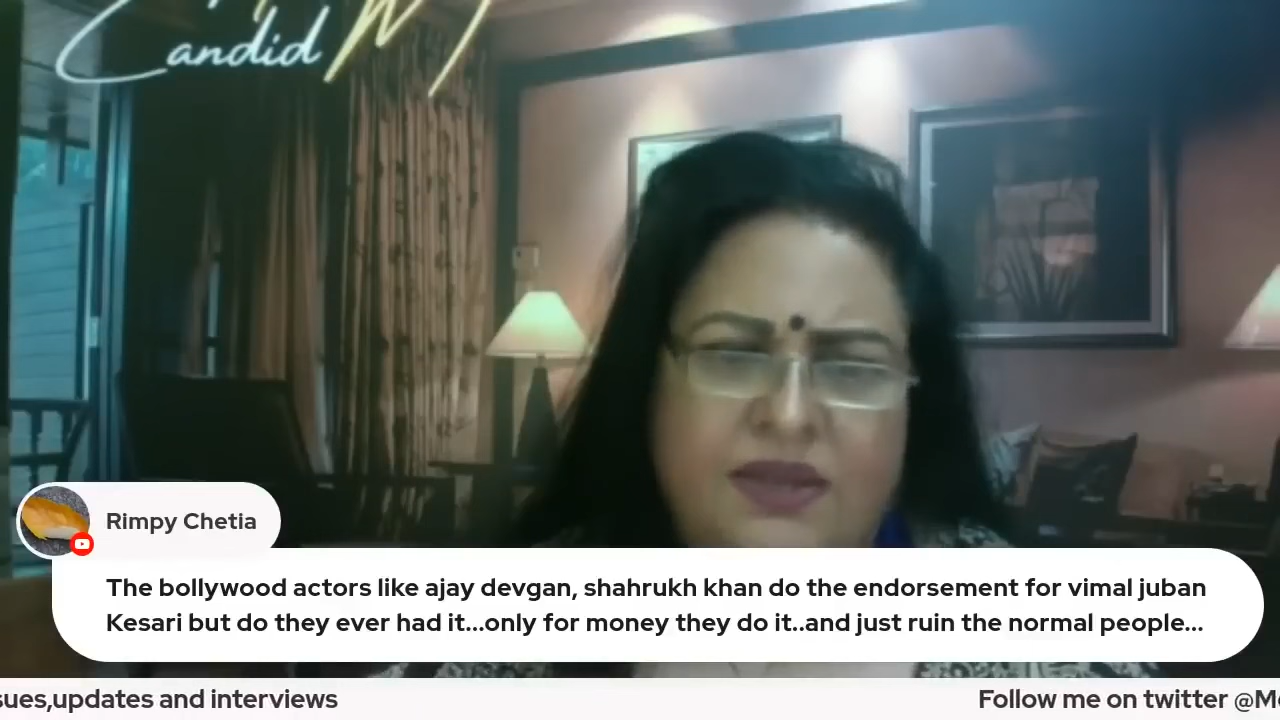 Candid M
Rimpy Chetia
The bollywood actors like ajay devgan, shahrukh khan do the endorsement for vimal juban
Kesari but do they ever had it...only for money they do it..and just ruin the normal people...
sues,updates and interviews
Follow me on twitter @M